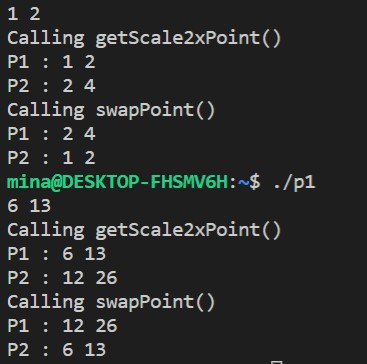 1 2
Calling getScale2xPoint()
P1 : 1 2
P2 : 2 4
Calling swapPoint()
P1 : 2 4
P2 : 1 2
mina@DESKTOP-FHSMV6H:~$ ./p1
6 13
Calling getScale2xPoint()
P1 : 6 13
P2 : 12 26
Calling swapPoint()
P1 : 12 26
P2 : 6 13